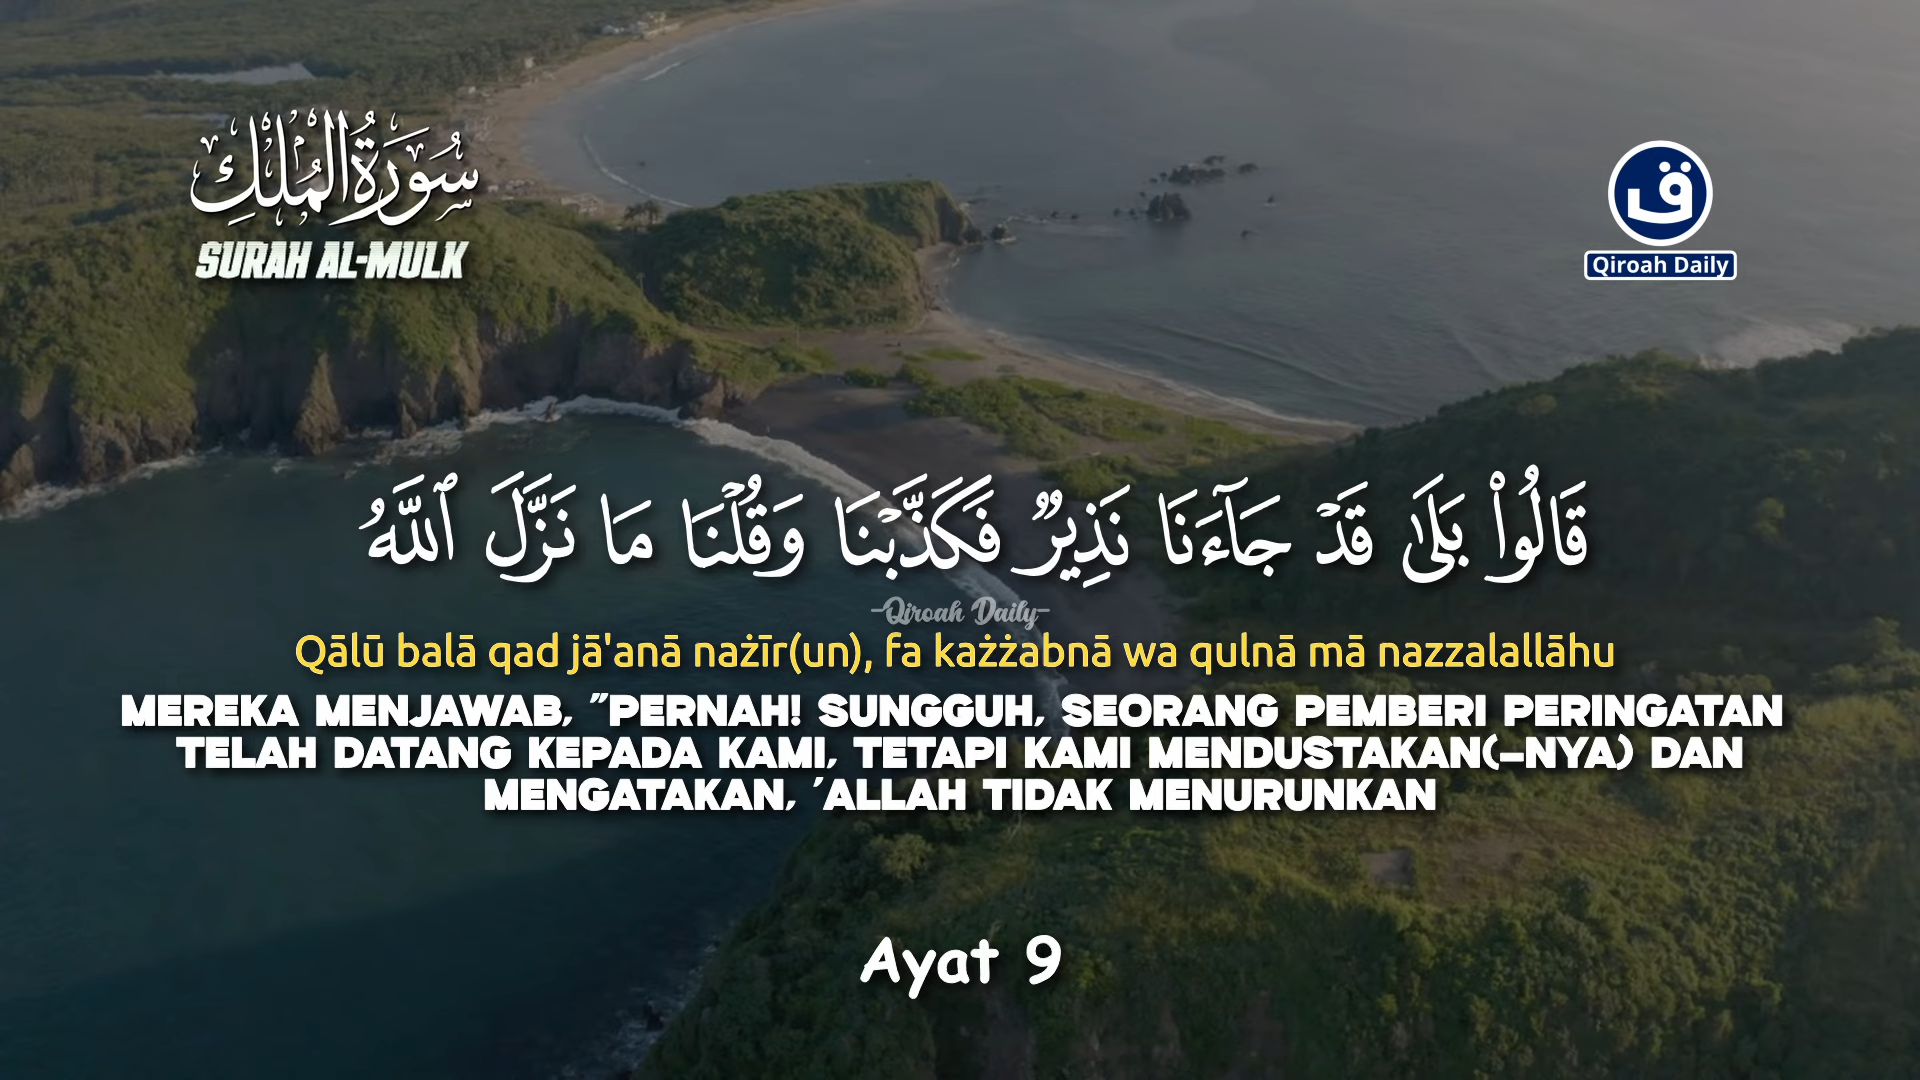 سُورَةُ الْمُلْكِ
SURAH AL-MULK
ق
Qiroah Daily
قَالُوا۟ بَلَىٰ قَدْ جَآءَنَا نَذِيرٌ فَكَذَّبْنَا وَقُلْنَا مَا نَزَّلَ ٱللَّهُ
-Qiroah Daily-
Qālū balā qad jā'anā nażīr(un), fa każżabnā wa qulnā mā nazzalallāhu
MEREKA MENJAWAB, "PERNAH! SUNGGUH, SEORANG PEMBERI PERINGATAN
TELAH DATANG KEPADA KAMI, TETAPI KAMI MENDUSTAKAN(-NYA) DAN
MENGATAKAN, 'ALLAH TIDAK MENURUNKAN
Ayat 9